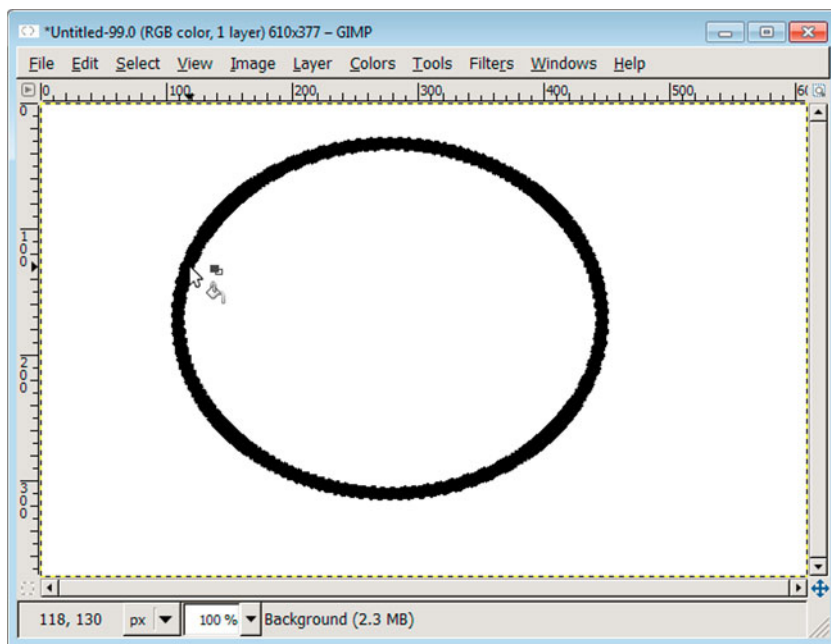 *Untitled-99.0 (RGB color, 1 layer) 610x377 – GIMP
File Edit Select View Image Layer Colors Tools Filters Windows Help
0 100 200 300 400 500 6
0
100
200
300
118, 130 px 100 % Background (2.3 MB)